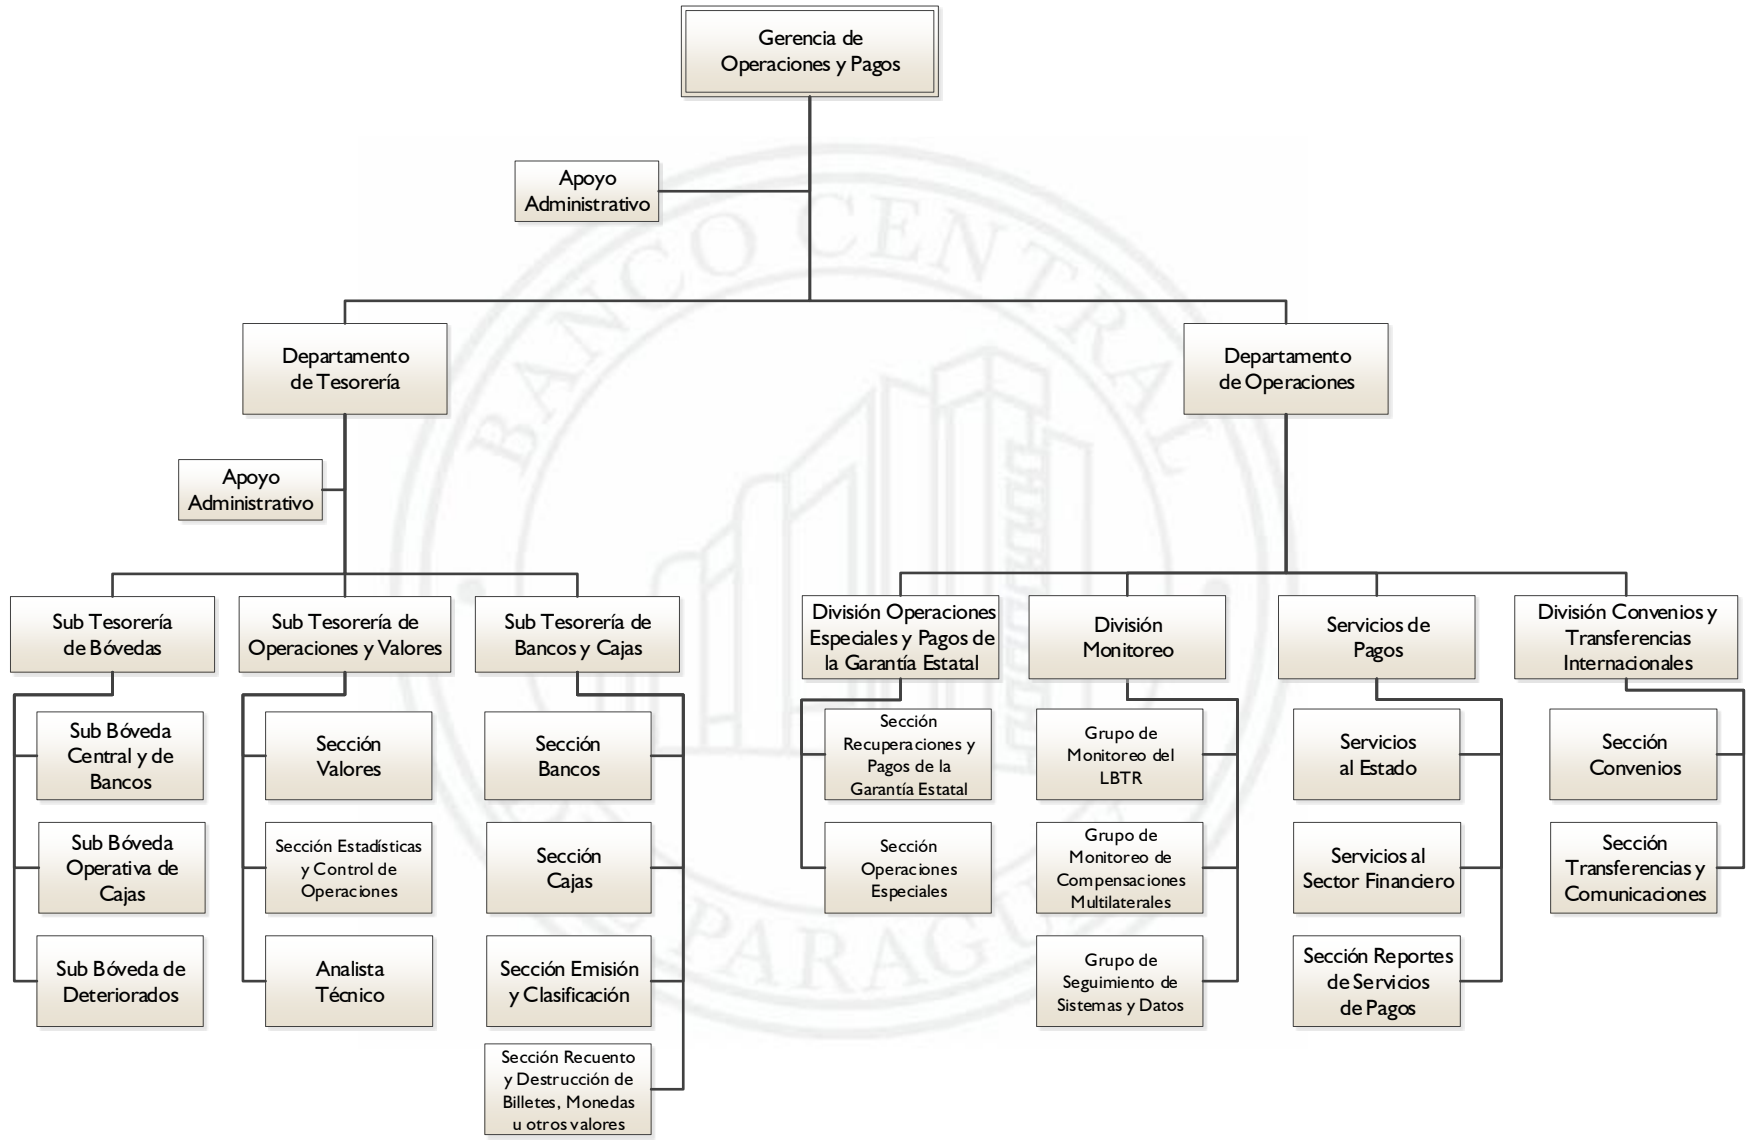 Gerencia de
Operaciones y Pagos
Apoyo
Administrativo
Departamento
de Tesorería
Departamento
de Operaciones
Apoyo
Administrativo
Sub Tesorería
de Bóvedas
Sub Tesorería de
Operaciones y Valores
Sub Tesorería de
Bancos y Cajas
División Operaciones
Especiales y Pagos de
la Garantía Estatal
División
Monitoreo
Servicios de
Pagos
División Convenios y
Transferencias
Internacionales
Sub Bóveda
Central y de
Bancos
Sección
Valores
Sección
Bancos
Sección
Recuperaciones y
Pagos de la
Garantía Estatal
Grupo de
Monitoreo del
LBTR
Servicios
al Estado
Sección
Convenios
Sub Bóveda
Operativa de
Cajas
Sección Estadísticas
y Control de
Operaciones
Sección
Cajas
Sección
Operaciones
Especiales
Grupo de
Monitoreo de
Compensaciones
Multilaterales
Servicios al
Sector Financiero
Sección
Transferencias y
Comunicaciones
Sub Bóveda de
Deteriorados
Analista
Técnico
Sección Emisión
y Clasificación
Grupo de
Seguimiento de
Sistemas y Datos
Sección Reportes
de Servicios
de Pagos
Sección Recuento
y Destrucción de
Billetes, Monedas
u otros valores
BANCO CENTRAL
DE PARAGUAY